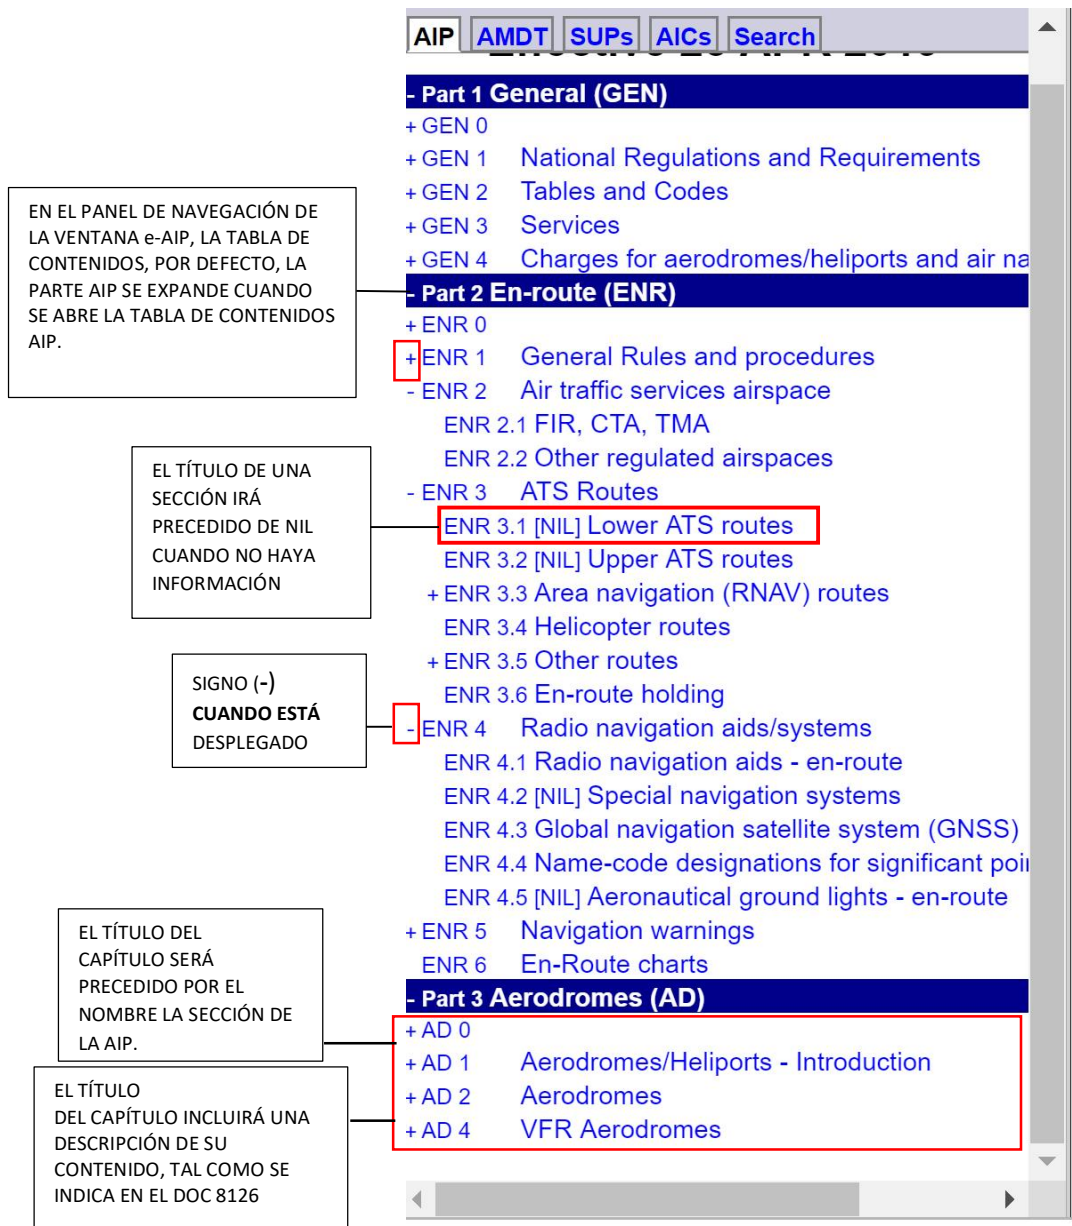 AIP AMDT SUPs AICs Search
- Part 1 General (GEN)
+ GEN 0
+ GEN 1 National Regulations and Requirements
+ GEN 2 Tables and Codes
+ GEN 3 Services
+ GEN 4 Charges for aerodromes/heliports and air na
- Part 2 En-route (ENR)
+ ENR 0
+ ENR 1 General Rules and procedures
- ENR 2 Air traffic services airspace
ENR 2.1 FIR, CTA, TMA
ENR 2.2 Other regulated airspaces
- ENR 3 ATS Routes
ENR 3.1 [NIL] Lower ATS routes
ENR 3.2 [NIL] Upper ATS routes
+ ENR 3.3 Area navigation (RNAV) routes
ENR 3.4 Helicopter routes
+ ENR 3.5 Other routes
ENR 3.6 En-route holding
- ENR 4 Radio navigation aids/systems
ENR 4.1 Radio navigation aids - en-route
ENR 4.2 [NIL] Special navigation systems
ENR 4.3 Global navigation satellite system (GNSS)
ENR 4.4 Name-code designations for significant poi
ENR 4.5 [NIL] Aeronautical ground lights - en-route
+ ENR 5 Navigation warnings
ENR 6 En-Route charts
- Part 3 Aerodromes (AD)
+ AD 0
+ AD 1 Aerodromes/Heliports - Introduction
+ AD 2 Aerodromes
+ AD 4 VFR Aerodromes
EN EL PANEL DE NAVEGACIÓN DE
LA VENTANA e-AIP, LA TABLA DE
CONTENIDOS, POR DEFECTO, LA
PARTE AIP SE EXPANDE CUANDO
SE ABRE LA TABLA DE CONTENIDOS
AIP.
EL TÍTULO DE UNA
SECCIÓN IRÁ
PRECEDIDO DE NIL
CUANDO NO HAYA
INFORMACIÓN
SIGNO (-)
CUANDO ESTÁ
DESPLEGADO
EL TÍTULO DEL
CAPÍTULO SERÁ
PRECEDIDO POR EL
NOMBRE LA SECCIÓN DE
LA AIP.
EL TÍTULO
DEL CAPÍTULO INCLUIRÁ UNA
DESCRIPCIÓN DE SU
CONTENIDO, TAL COMO SE
INDICA EN EL DOC 8126